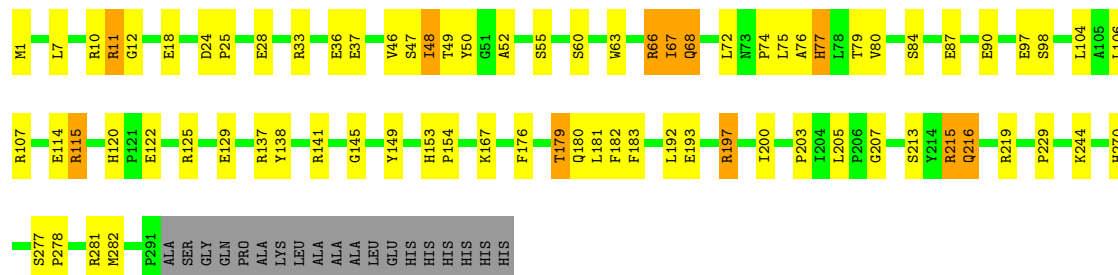 M1 L7 R10 R11 G12 E18 D24 P25 E28 R33 E36 E37 V46 S47 I48 T49 Y50 G51 A52 S55 S60 W63 R66 I67 Q68 L72 N73 P74 L75 A76 H77 L78 T79 V80 S84 E87 E90 E97 S98 L104 A105 L106
R107 E114 R115 H120 P121 E122 R125 E129 R137 Y138 R141 G145 Y149 H153 P154 K167 F176 T179 Q180 L181 F182 F183 L192 E193 R197 I200 P203 I204 L205 P206 G207 S213 Y214 R215 Q216 R219 P229 K244 H270
S277 P278 R281 M282 P291 ALA SER GLY GLN PRO ALA LYS LEU ALA ALA ALA LEU GLU HIS HIS HIS HIS HIS HIS